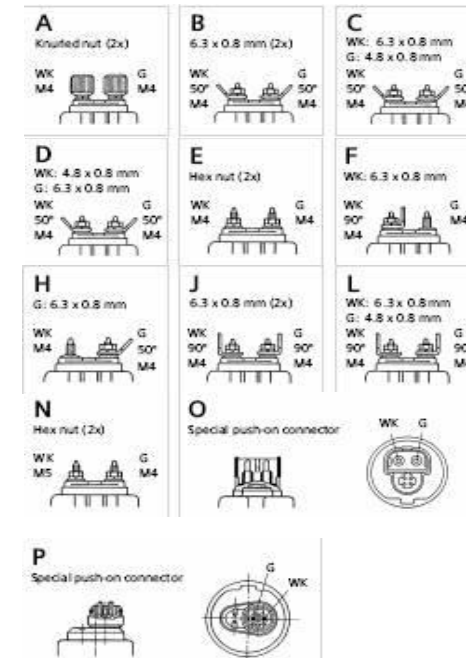 A
Knurled nut (2x)
WK G
M4 M4
B
6.3 x 0.8 mm (2x)
WK G
50° 50°
M4 M4
C
WK: 6.3 x 0.8 mm
G: 4.8 x 0.8 mm
WK G
50° 50°
M4 M4
D
WK: 4.8 x 0.8 mm
G: 6.3 x 0.8 mm
WK G
50° 50°
M4 M4
E
Hex nut (2x)
WK G
M4 M4
F
WK: 6.3 x 0.8 mm
WK G
90° M4
M4
H
G: 6.3 x 0.8 mm
WK G
M4 50°
M4
J
6.3 x 0.8 mm (2x)
WK G
90° 90°
M4 M4
L
WK: 6.3 x 0.8 mm
G: 4.8 x 0.8 mm
WK G
90° 90°
M4 M4
N
Hex nut (2x)
WK G
M5 M4
O
Special push-on connector
WK G
P
Special push-on connector
G
WK